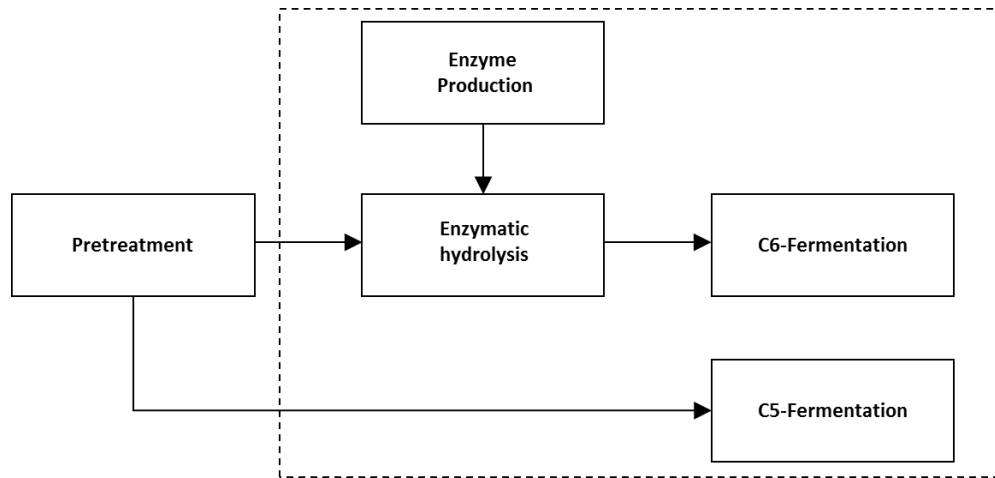 Enzyme
Production
Pretreatment
Enzymatic
hydrolysis
C6-Fermentation
C5-Fermentation